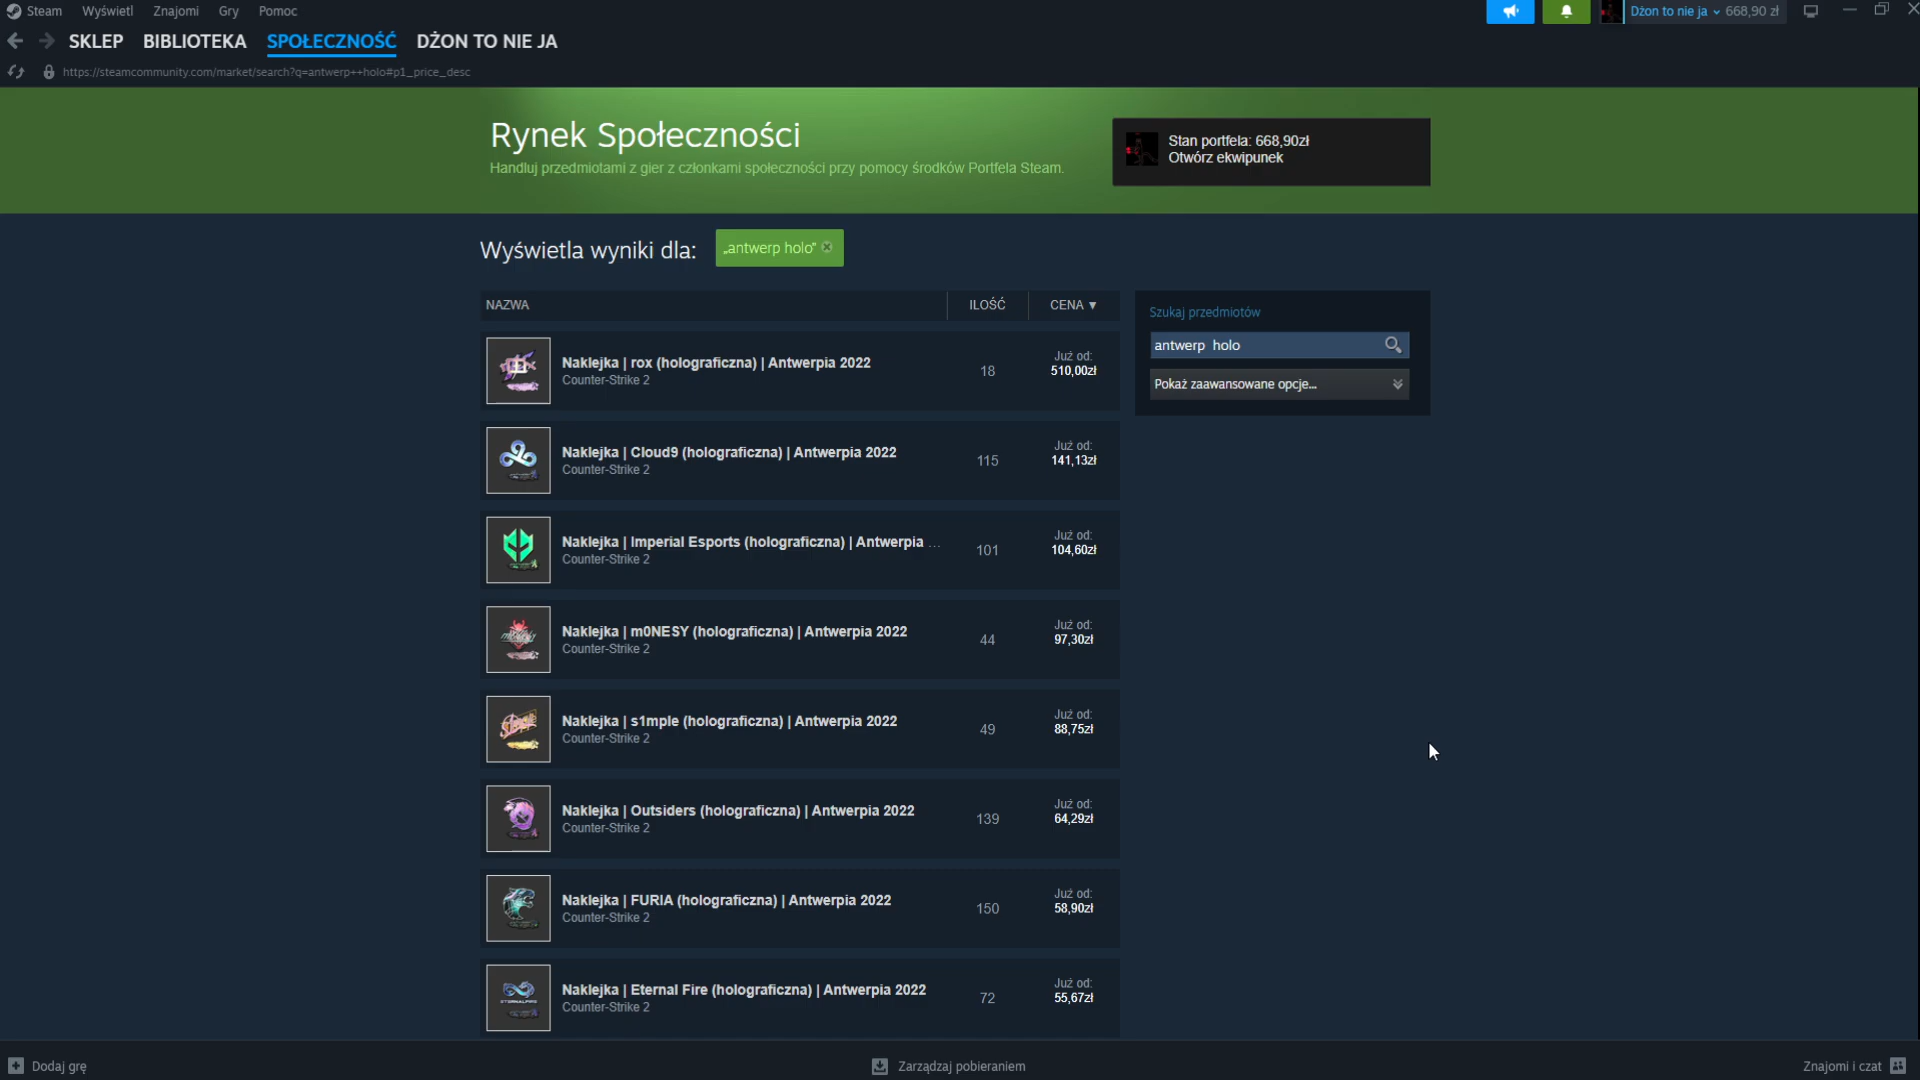 Steam Wyświetl Znajomi Gry Pomoc
Dżon to nie ja 668,90 zł
SKLEP BIBLIOTEKA SPOŁECZNOŚĆ DŻON TO NIE JA
https://steamcommunity.com/market/search?q=antwerp++holo#p1_price_desc
Rynek Społeczności
Handluj przedmiotami z gier z członkami społeczności przy pomocy środków Portfela Steam.
Stan portfela: 668,90zł
Otwórz ekwipunek
Wyświetla wyniki dla: „antwerp holo”
NAZWA ILOŚĆ CENA ▼
Naklejka | rox (holograficzna) | Antwerpia 2022
Counter-Strike 2
18
Już od:
510,00zł
Naklejka | Cloud9 (holograficzna) | Antwerpia 2022
Counter-Strike 2
115
Już od:
141,13zł
Naklejka | Imperial Esports (holograficzna) | Antwerpia ...
Counter-Strike 2
101
Już od:
104,60zł
Naklejka | m0NESY (holograficzna) | Antwerpia 2022
Counter-Strike 2
44
Już od:
97,30zł
Naklejka | s1mple (holograficzna) | Antwerpia 2022
Counter-Strike 2
49
Już od:
88,75zł
Naklejka | Outsiders (holograficzna) | Antwerpia 2022
Counter-Strike 2
139
Już od:
64,29zł
Naklejka | FURIA (holograficzna) | Antwerpia 2022
Counter-Strike 2
150
Już od:
58,90zł
Naklejka | Eternal Fire (holograficzna) | Antwerpia 2022
Counter-Strike 2
72
Już od:
55,67zł
Szukaj przedmiotów
antwerp  holo
Pokaż zaawansowane opcje...
Dodaj grę
Zarządzaj pobieraniem
Znajomi i czat